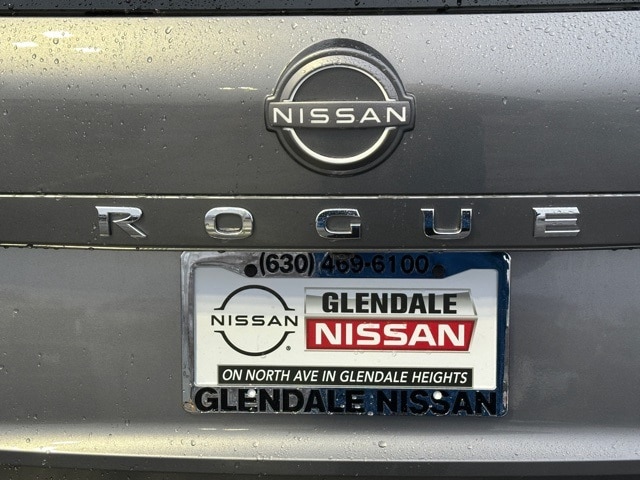 NISSAN
ROGUE
(630) 469-6100
NISSAN
GLENDALE
NISSAN
ON NORTH AVE IN GLENDALE HEIGHTS
GLENDALE NISSAN